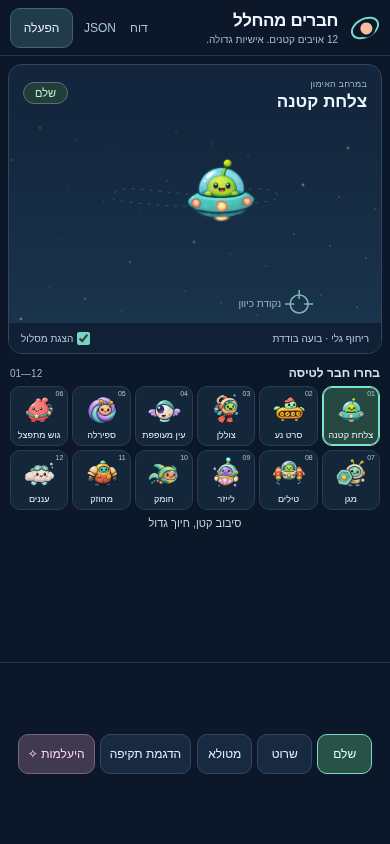 חברים מהחלל
12 אויבים קטנים. אישיות גדולה.
דוח
JSON
הפעלה
במרחב האימון
צלחת קטנה
שלם
נקודת כיוון
ריחוף גלי · בועה בודדת
הצגת מסלול
בחרו חבר לטיסה
01—12
01 צלחת קטנה
02 סרט נע
03 צוללן
04 עין מעופפת
05 ספירלה
06 גוש מתפצל
07 מגן
08 טילים
09 לייזר
10 חומק
11 מחוזק
12 עננים
סיבוב קטן, חיוך גדול
שלם
שרוט
מטולא
הדגמת תקיפה
היעלמות ✧